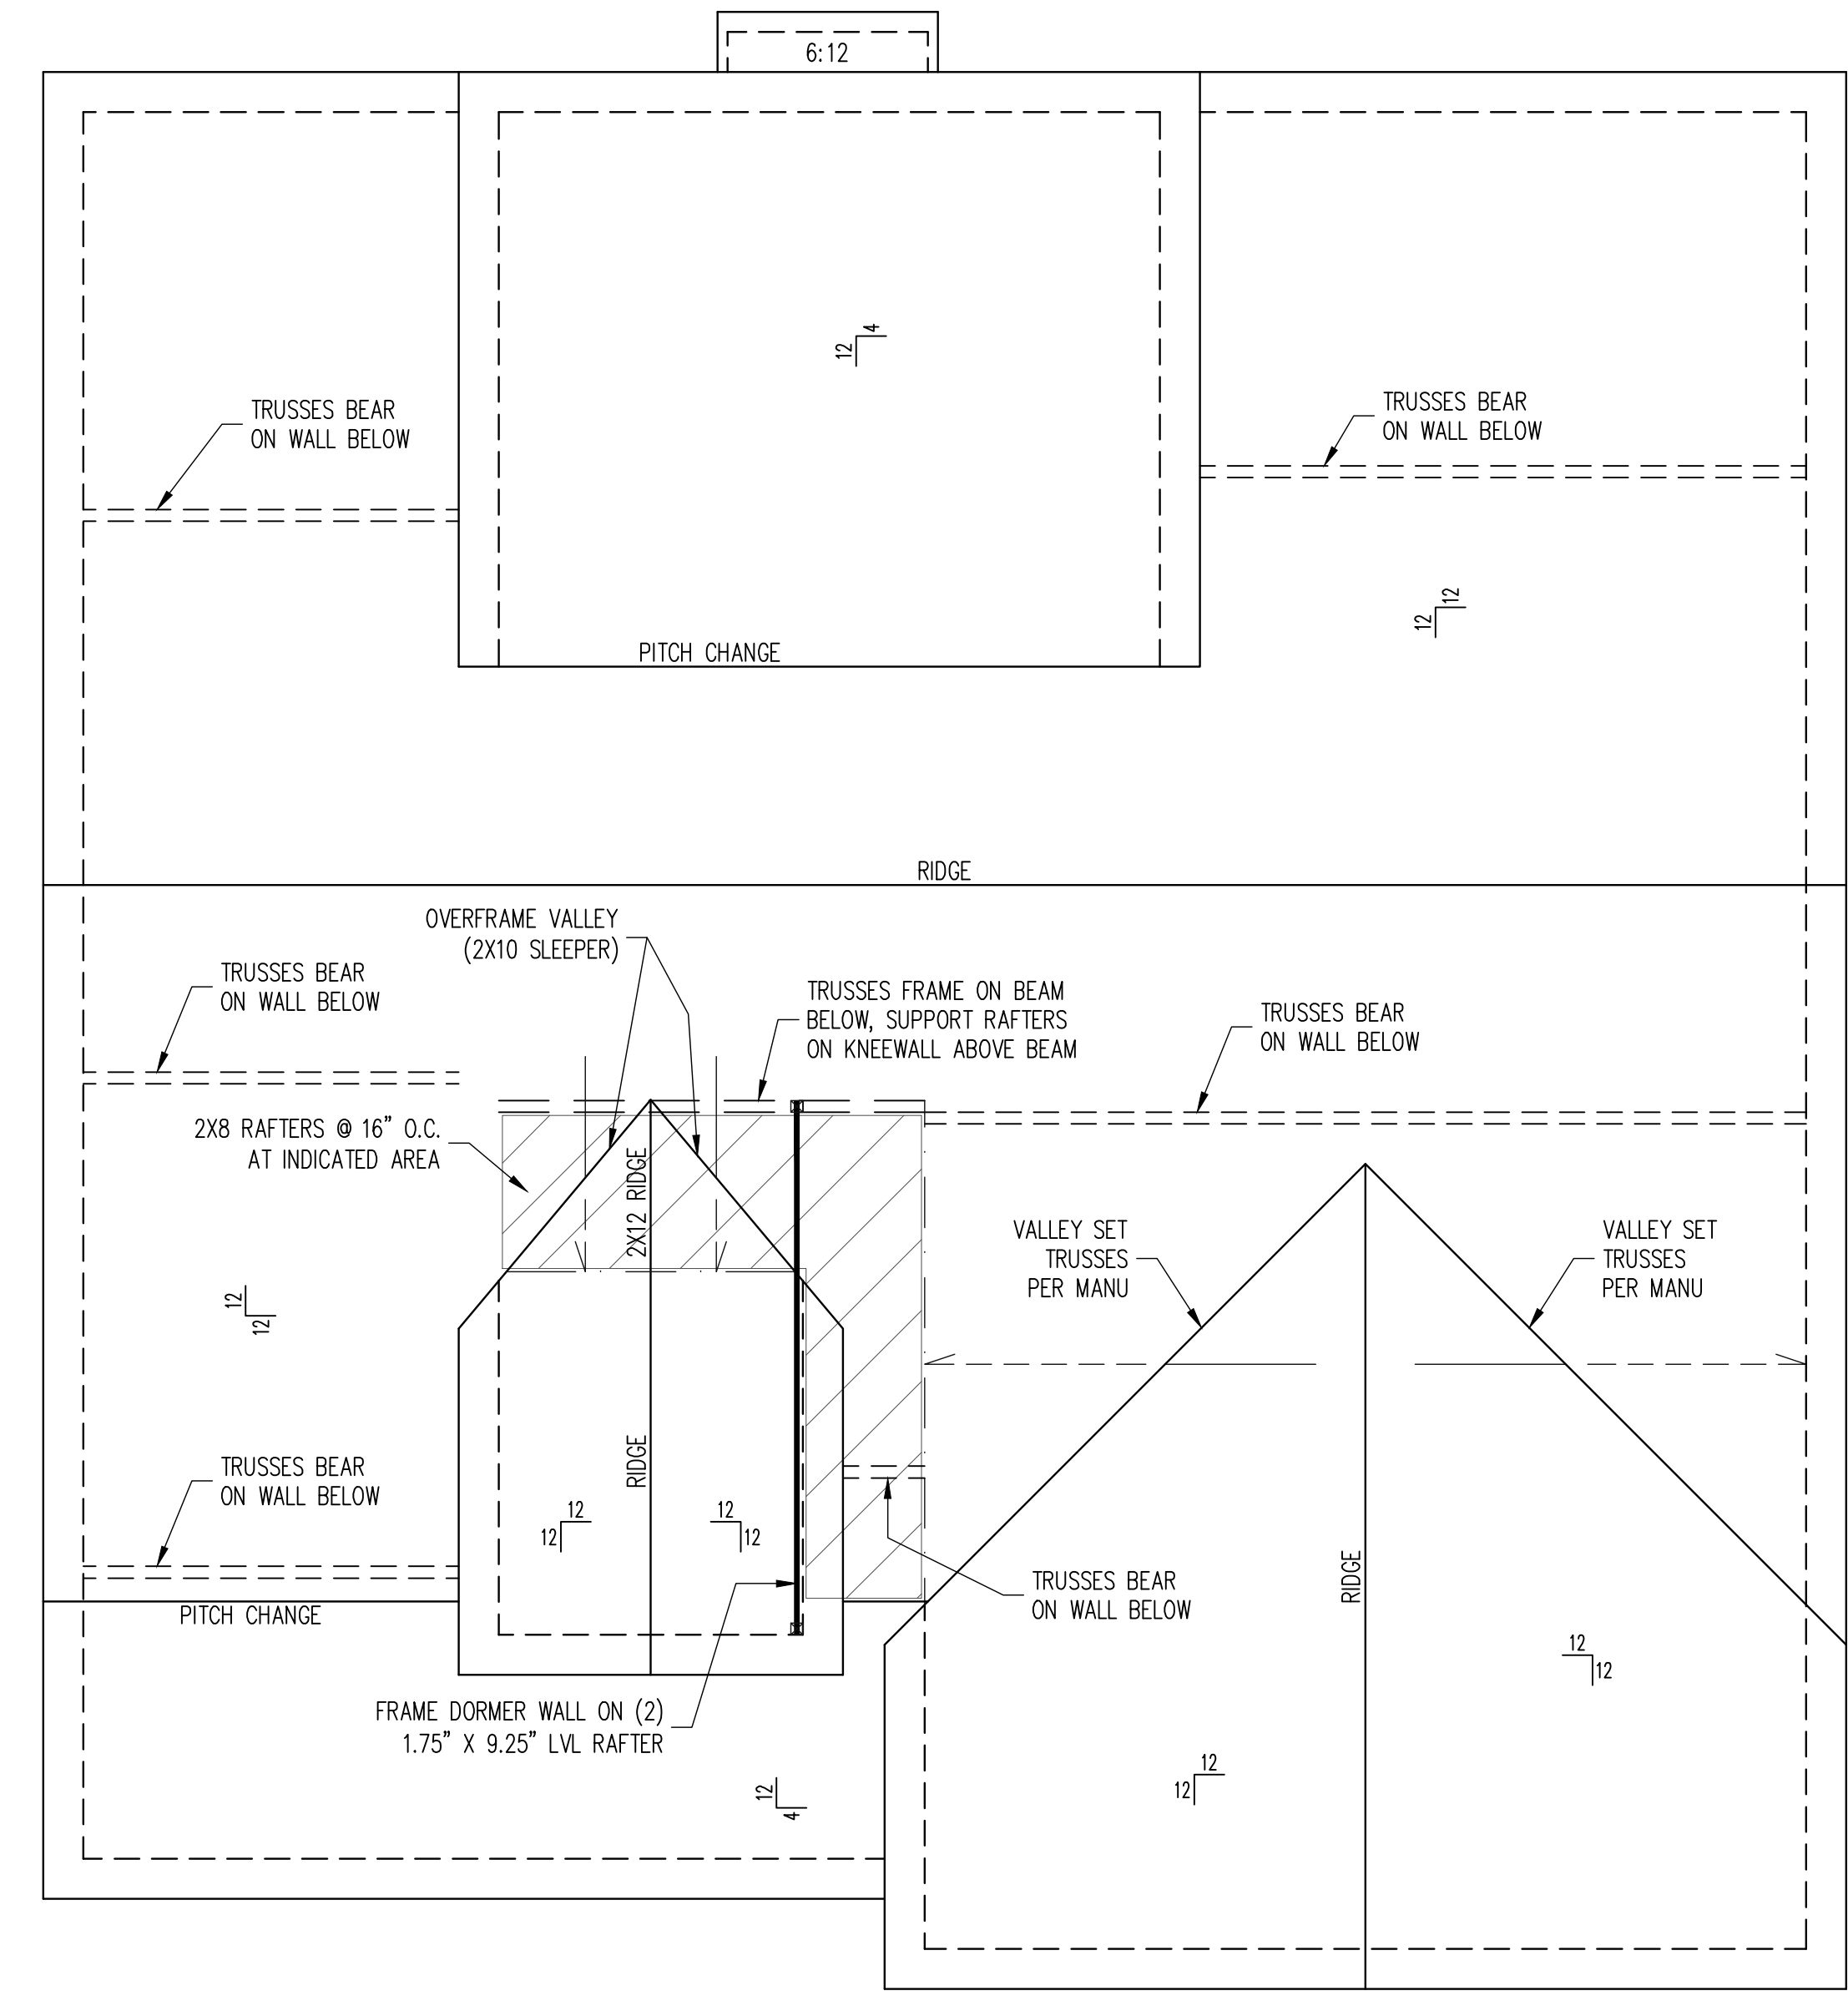 6:12
4
12
TRUSSES BEAR
ON WALL BELOW
TRUSSES BEAR
ON WALL BELOW
12
12
PITCH CHANGE
RIDGE
OVERFRAME VALLEY
(2X10 SLEEPER)
TRUSSES BEAR
ON WALL BELOW
TRUSSES FRAME ON BEAM
BELOW, SUPPORT RAFTERS
ON KNEEWALL ABOVE BEAM
TRUSSES BEAR
ON WALL BELOW
2X8 RAFTERS @ 16" O.C.
AT INDICATED AREA
2X12 RIDGE
VALLEY SET
TRUSSES
PER MANU
VALLEY SET
TRUSSES
PER MANU
12
12
RIDGE
TRUSSES BEAR
ON WALL BELOW
12
12
12
12
TRUSSES BEAR
ON WALL BELOW
RIDGE
PITCH CHANGE
12
12
FRAME DORMER WALL ON (2)
1.75" X 9.25" LVL RAFTER
12
4
12
12